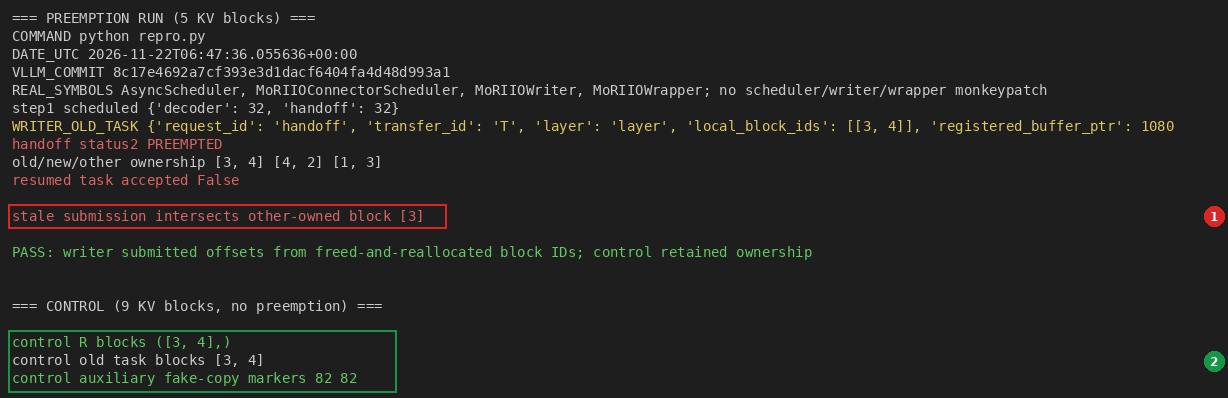 === PREEMPTION RUN (5 KV blocks) ===
COMMAND python repro.py
DATE_UTC 2026-11-22T06:47:36.055636+00:00
VLLM_COMMIT 8c17e4692a7cf393e3d1dacf6404fa4d48d993a1
REAL_SYMBOLS AsyncScheduler, MoRIIOConnectorScheduler, MoRIIOWriter, MoRIIOWrapper; no scheduler/writer/wrapper monkeypatch
step1 scheduled {'decoder': 32, 'handoff': 32}
WRITER_OLD_TASK {'request_id': 'handoff', 'transfer_id': 'T', 'layer': 'layer', 'local_block_ids': [[3, 4]], 'registered_buffer_ptr': 1080
handoff status2 PREEMPTED
old/new/other ownership [3, 4] [4, 2] [1, 3]
resumed task accepted False
stale submission intersects other-owned block [3]
1
PASS: writer submitted offsets from freed-and-reallocated block IDs; control retained ownership
=== CONTROL (9 KV blocks, no preemption) ===
control R blocks ([3, 4],)
control old task blocks [3, 4]
2
control auxiliary fake-copy markers 82 82